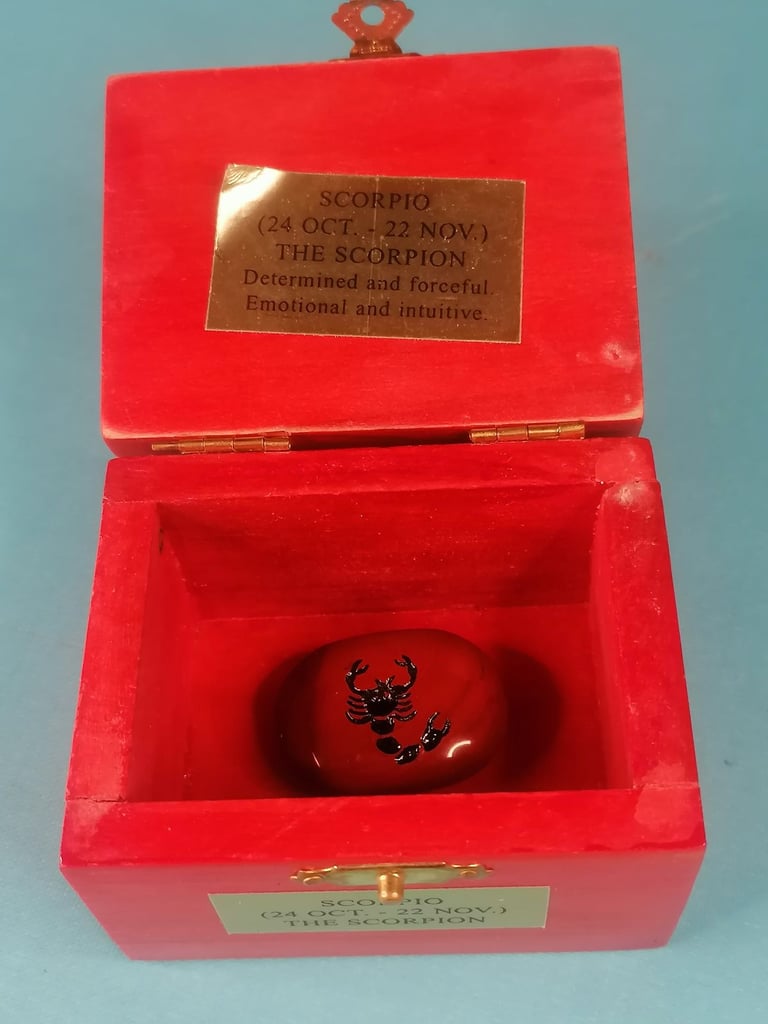 SCORPIO
(24 OCT. - 22 NOV.)
THE SCORPION
Determined and forceful.
Emotional and intuitive.
SCORPIO
(24 OCT. - 22 NOV.)
THE SCORPION